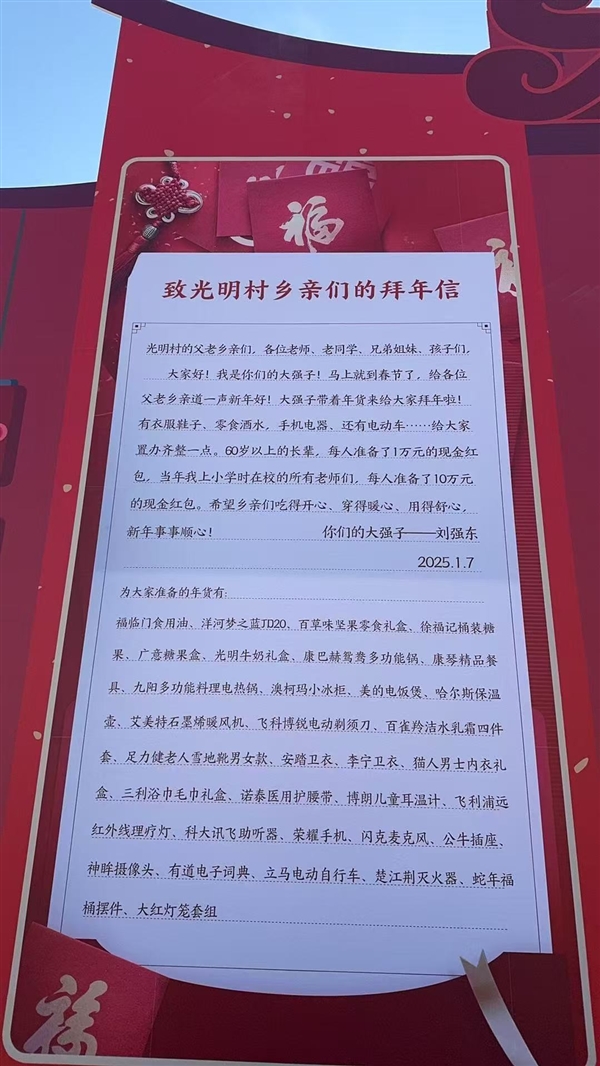 福
致光明村乡亲们的拜年信
光明村的父老乡亲们，各位老师、老同学、兄弟姐妹、孩子们，
大家好！我是你们的大强子！马上就到春节了，给各位
父老乡亲道一声新年好！大强子带着年货来给大家拜年啦！
有衣服鞋子、零食酒水，手机电器、还有电动车……给大家
置办齐整一点。60岁以上的长辈，每人准备了1万元的现金红
包，当年我上小学时在校的所有老师们，每人准备了10万元
的现金红包。希望乡亲们吃得开心、穿得暖心、用得舒心，
新年事事顺心！ 你们的大强子——刘强东
2025.1.7
为大家准备的年货有:
福临门食用油、洋河梦之蓝JD20、百草味坚果零食礼盒、徐福记桶装糖
果、广意糖果盒、光明牛奶礼盒、康巴赫鸳鸯多功能锅、康琴精品餐
具、九阳多功能料理电热锅、澳柯玛小冰柜、美的电饭煲、哈尔斯保温
壶、艾美特石墨烯暖风机、飞科博锐电动剃须刀、百雀羚洁水乳霜四件
套、足力健老人雪地靴男女款、安踏卫衣、李宁卫衣、猫人男士内衣礼
盒、三利浴巾毛巾礼盒、诺泰医用护腰带、博朗儿童耳温计、飞利浦远
红外线理疗灯、科大讯飞助听器、荣耀手机、闪克麦克风、公牛插座、
神眸摄像头、有道电子词典、立马电动自行车、楚江荆灭火器、蛇年福
桶摆件、大红灯笼套组
福